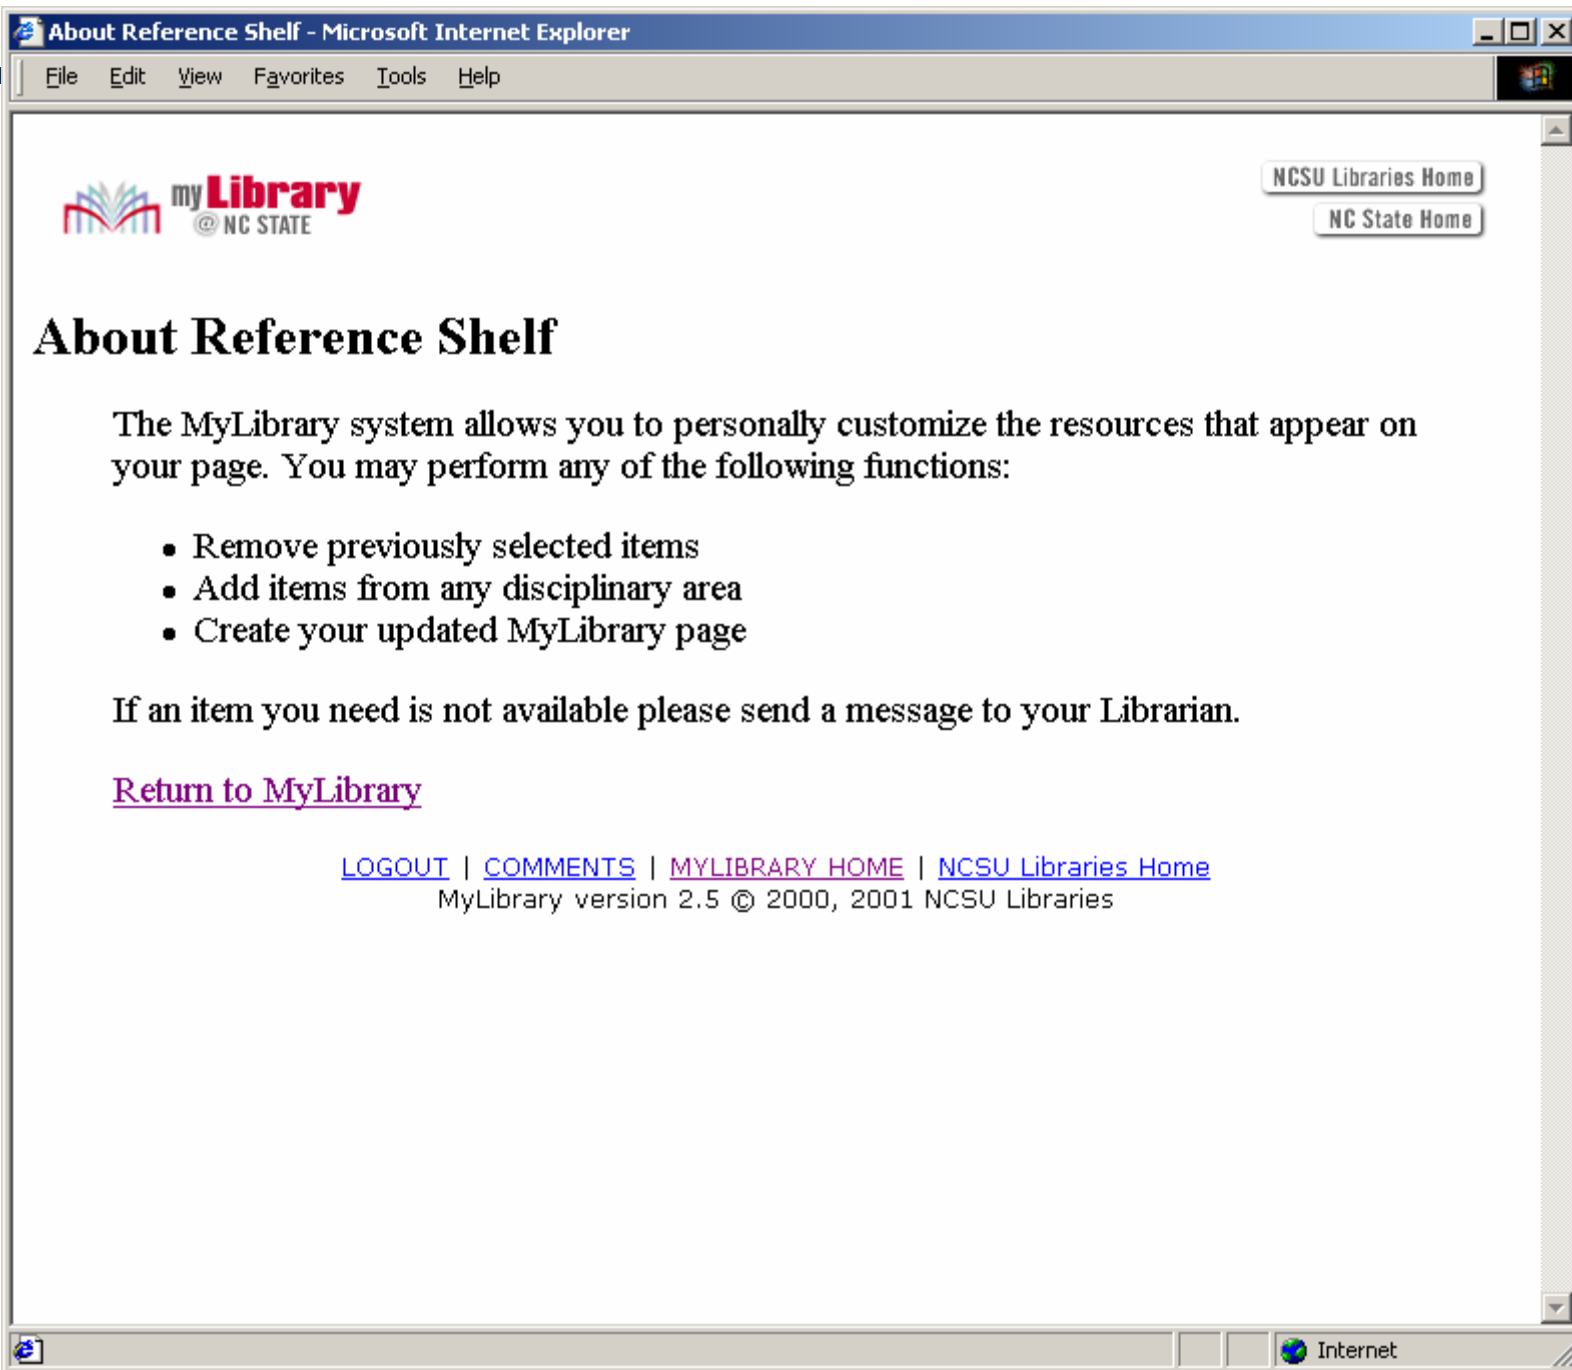 About Reference Shelf - Microsoft Internet Explorer
File Edit View Favorites Tools Help
my Library
@ NC STATE
NCSU Libraries Home
NC State Home
About Reference Shelf
The MyLibrary system allows you to personally customize the resources that appear on
your page. You may perform any of the following functions:
• Remove previously selected items
• Add items from any disciplinary area
• Create your updated MyLibrary page
If an item you need is not available please send a message to your Librarian.
Return to MyLibrary
LOGOUT | COMMENTS | MYLIBRARY HOME | NCSU Libraries Home
MyLibrary version 2.5 © 2000, 2001 NCSU Libraries
Internet